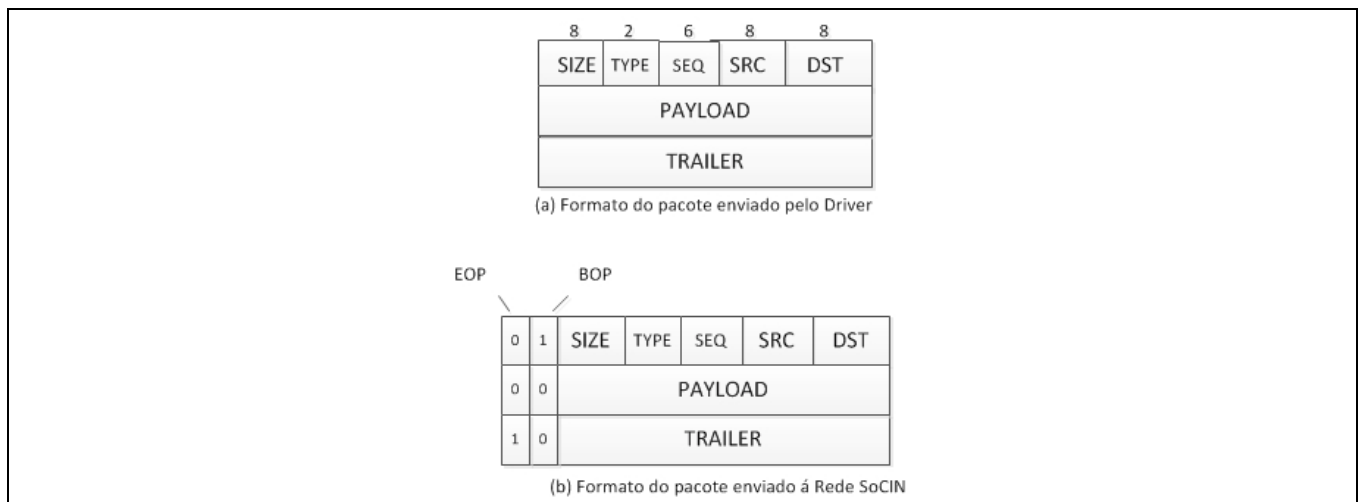 8 2 6 8 8
SIZE TYPE SEQ SRC DST
PAYLOAD
TRAILER
(a) Formato do pacote enviado pelo Driver
EOP BOP
0 1 SIZE TYPE SEQ SRC DST
0 0 PAYLOAD
1 0 TRAILER
(b) Formato do pacote enviado á Rede SoCIN